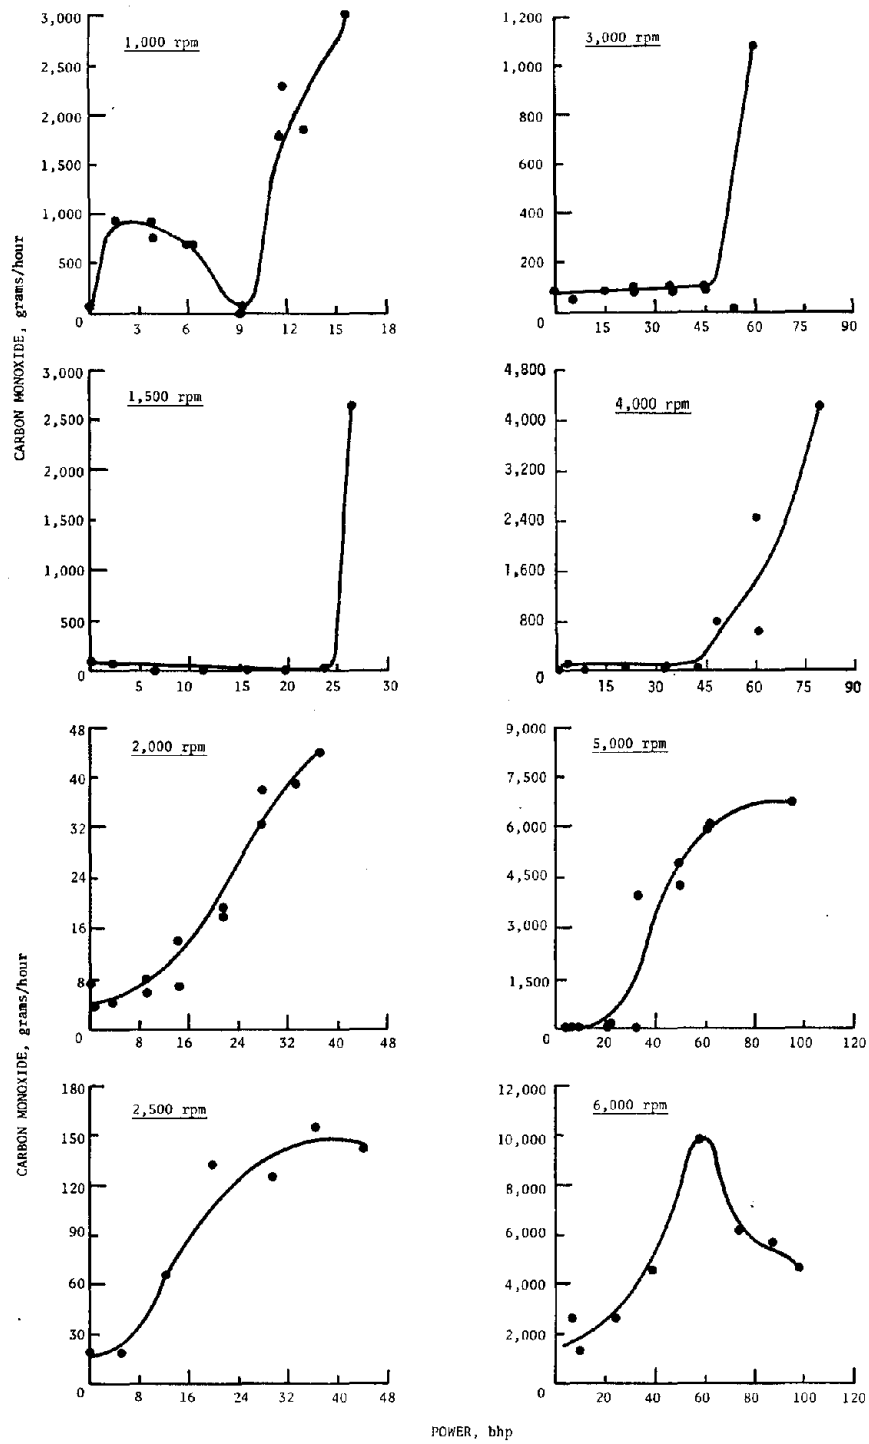 CARBON MONOXIDE, grams/hour
1,000 rpm
3,000
2,500
2,000
1,500
1,000
500
0
3 6 9 12 15 18
3,000 rpm
1,200
1,000
800
600
400
200
0
15 30 45 60 75 90
1,500 rpm
3,000
2,500
2,000
1,500
1,000
500
0
5 10 15 20 25 30
4,000 rpm
4,800
4,000
3,200
2,400
1,600
800
0
15 30 45 60 75 90
CARBON MONOXIDE, grams/hour
2,000 rpm
48
40
32
24
16
8
0
8 16 24 32 40 48
5,000 rpm
9,000
7,500
6,000
4,500
3,000
1,500
0
20 40 60 80 100 120
2,500 rpm
180
150
120
90
60
30
0
8 16 24 32 40 48
6,000 rpm
12,000
10,000
8,000
6,000
4,000
2,000
0
20 40 60 80 100 120
POWER, bhp